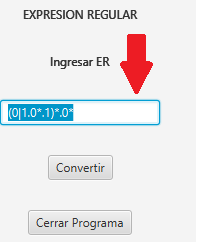 EXPRESION REGULAR
Ingresar ER
(0|1.0*.1)*.0*
Convertir
Cerrar Programa